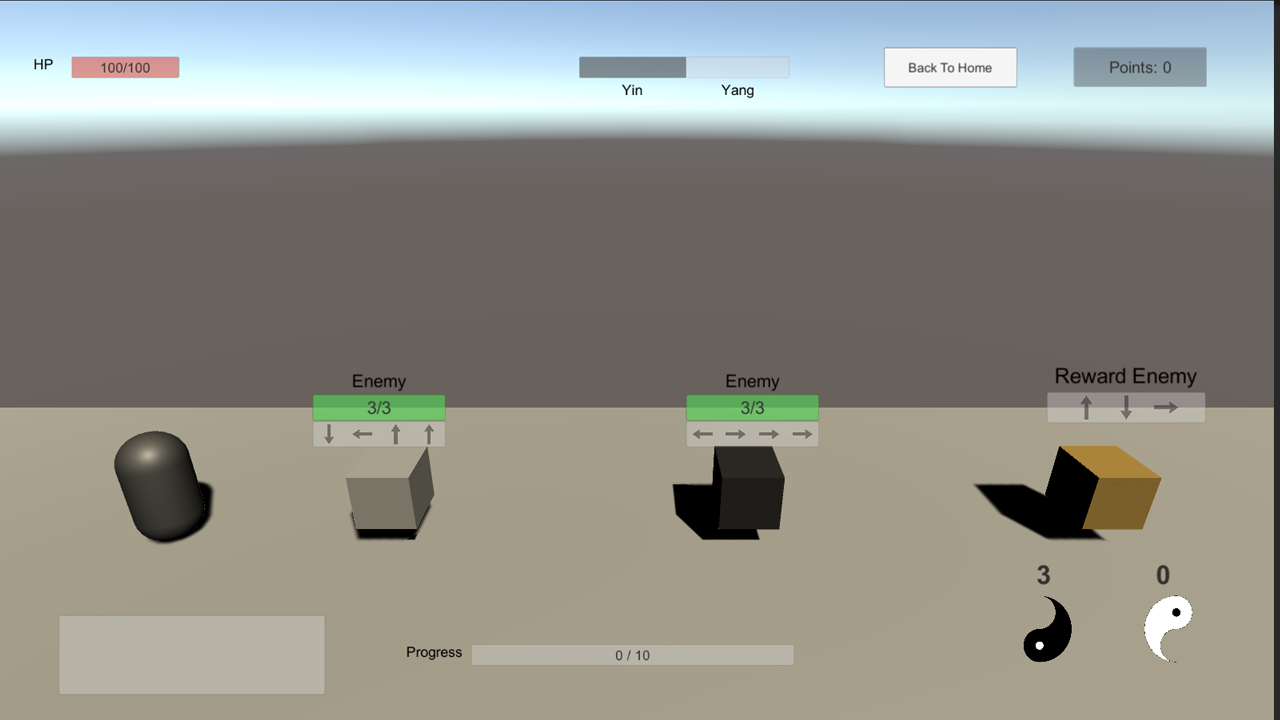 HP
100/100
Yin
Yang
Back To Home
Points: 0
Enemy
3/3
Enemy
3/3
Reward Enemy
3
0
Progress
0 / 10